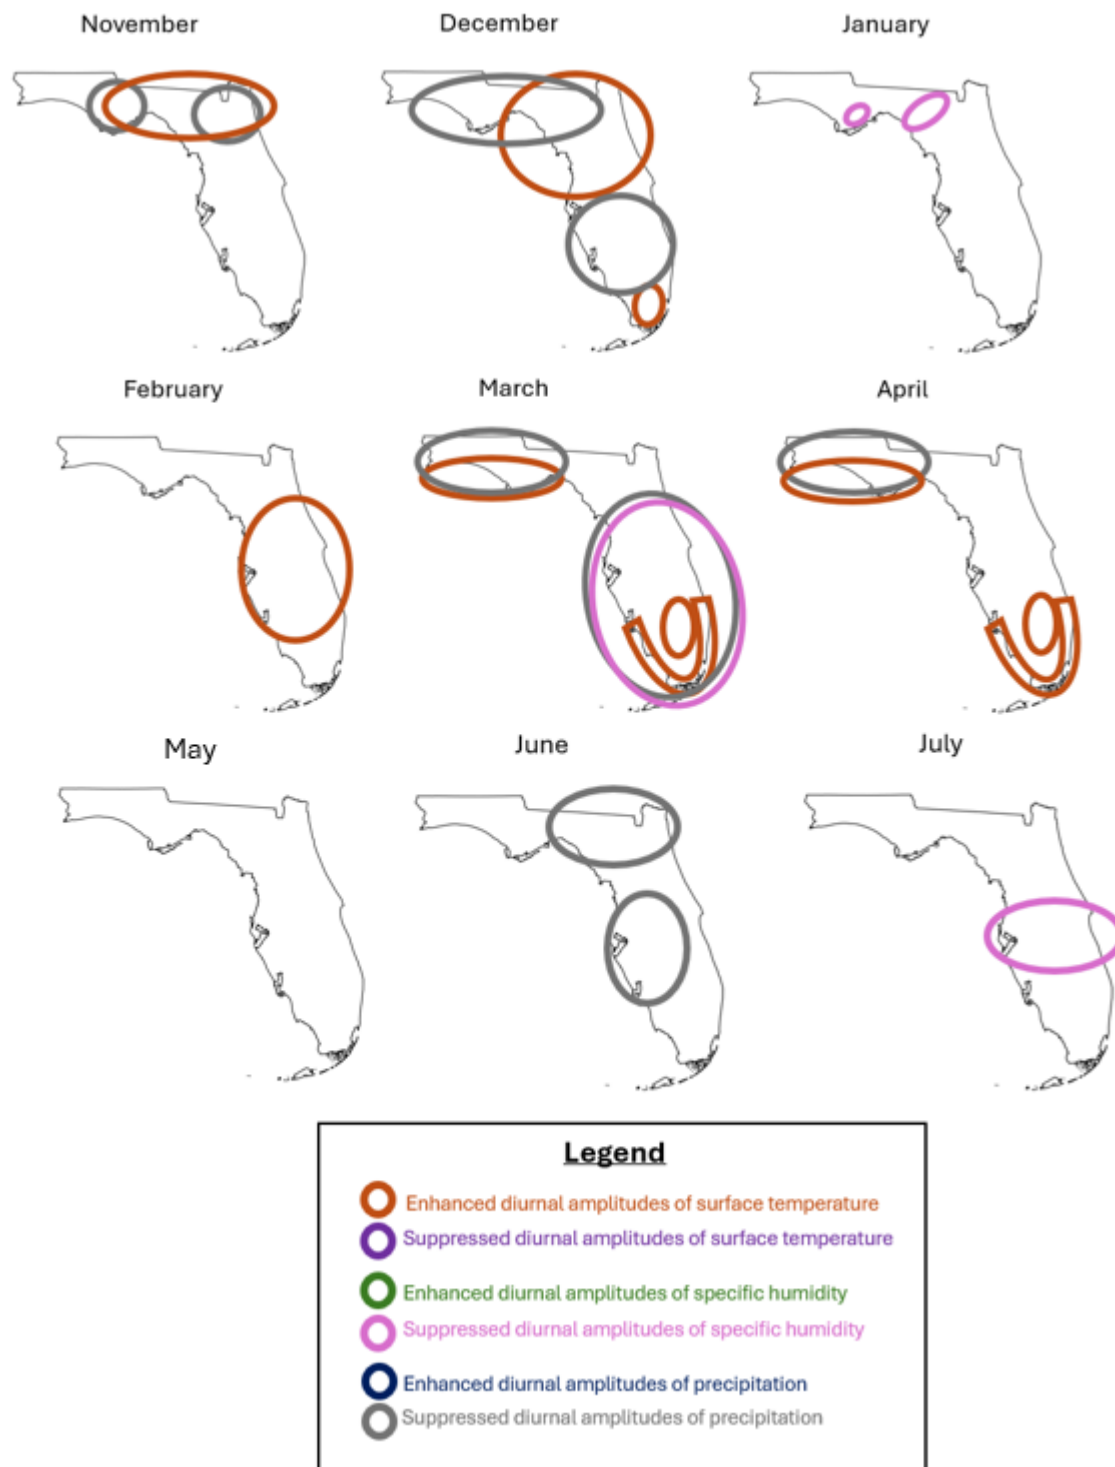 November
December
January
February
March
April
May
June
July
Legend
Enhanced diurnal amplitudes of surface temperature
Suppressed diurnal amplitudes of surface temperature
Enhanced diurnal amplitudes of specific humidity
Suppressed diurnal amplitudes of specific humidity
Enhanced diurnal amplitudes of precipitation
Suppressed diurnal amplitudes of precipitation